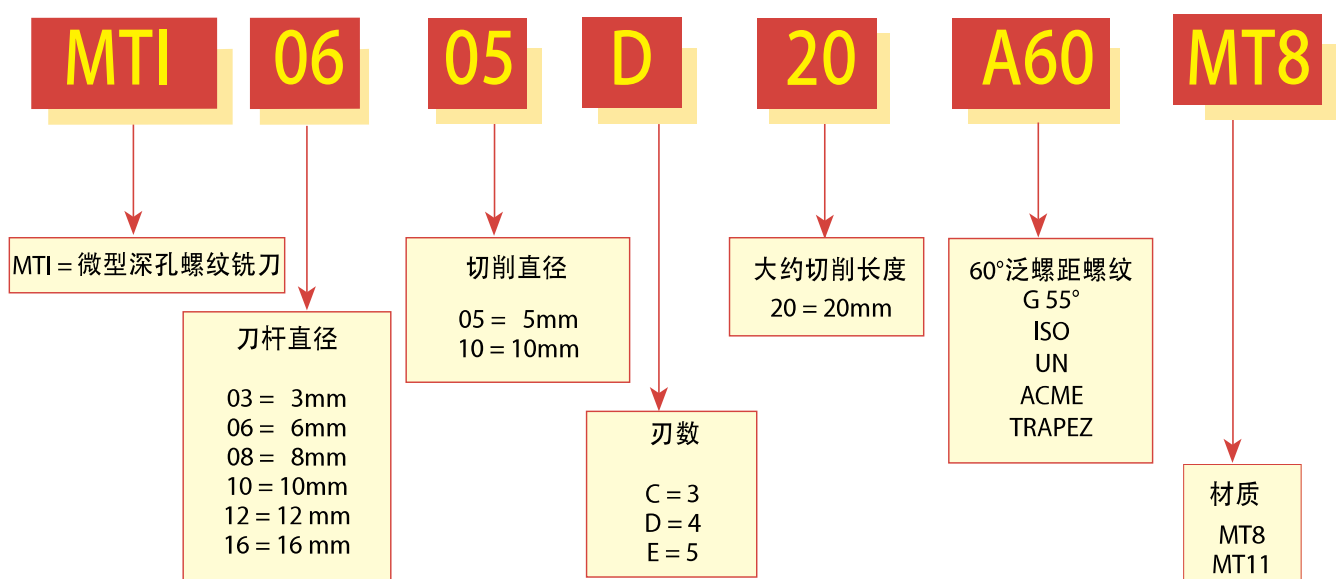 MTI 06 05 D 20 A60 MT8
MTI = 微型深孔螺纹铣刀
刀杆直径
03 = 3mm
06 = 6mm
08 = 8mm
10 = 10mm
12 = 12 mm
16 = 16 mm
切削直径
05 = 5mm
10 = 10mm
刃数
C = 3
D = 4
E = 5
大约切削长度
20 = 20mm
60°泛螺距螺纹
G 55°
ISO
UN
ACME
TRAPEZ
材质
MT8
MT11